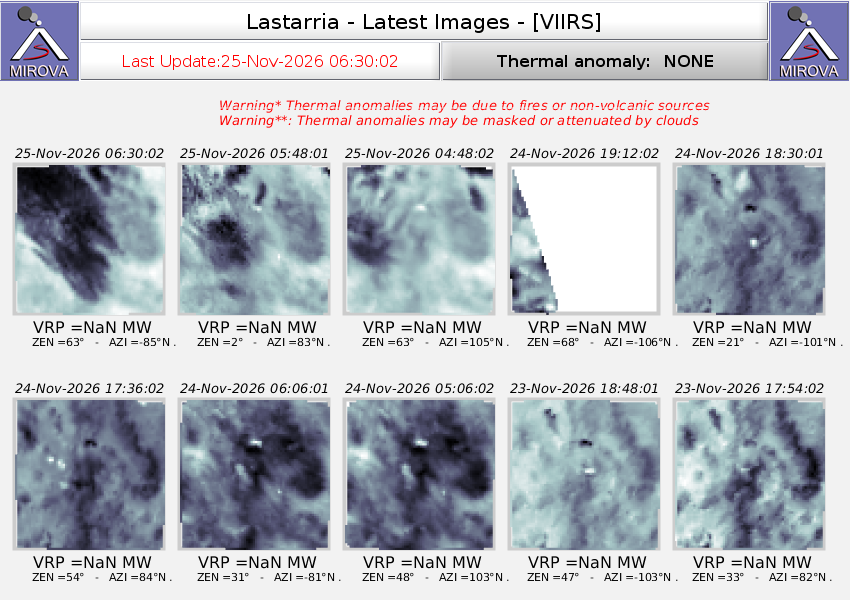 Lastarria - Latest Images - [VIIRS]
MIROVA
Last Update:25-Nov-2026 06:30:02
Thermal anomaly: NONE
MIROVA
Warning* Thermal anomalies may be due to fires or non-volcanic sources
Warning**: Thermal anomalies may be masked or attenuated by clouds
25-Nov-2026 06:30:02
25-Nov-2026 05:48:01
25-Nov-2026 04:48:02
24-Nov-2026 19:12:02
24-Nov-2026 18:30:01
VRP =NaN MW
VRP =NaN MW
VRP =NaN MW
VRP =NaN MW
VRP =NaN MW
ZEN =63° - AZI =-85°N .
ZEN =2° - AZI =83°N .
ZEN =63° - AZI =105°N .
ZEN =68° - AZI =-106°N .
ZEN =21° - AZI =-101°N .
24-Nov-2026 17:36:02
24-Nov-2026 06:06:01
24-Nov-2026 05:06:02
23-Nov-2026 18:48:01
23-Nov-2026 17:54:02
VRP =NaN MW
VRP =NaN MW
VRP =NaN MW
VRP =NaN MW
VRP =NaN MW
ZEN =54° - AZI =84°N .
ZEN =31° - AZI =-81°N .
ZEN =48° - AZI =103°N .
ZEN =47° - AZI =-103°N .
ZEN =33° - AZI =82°N .